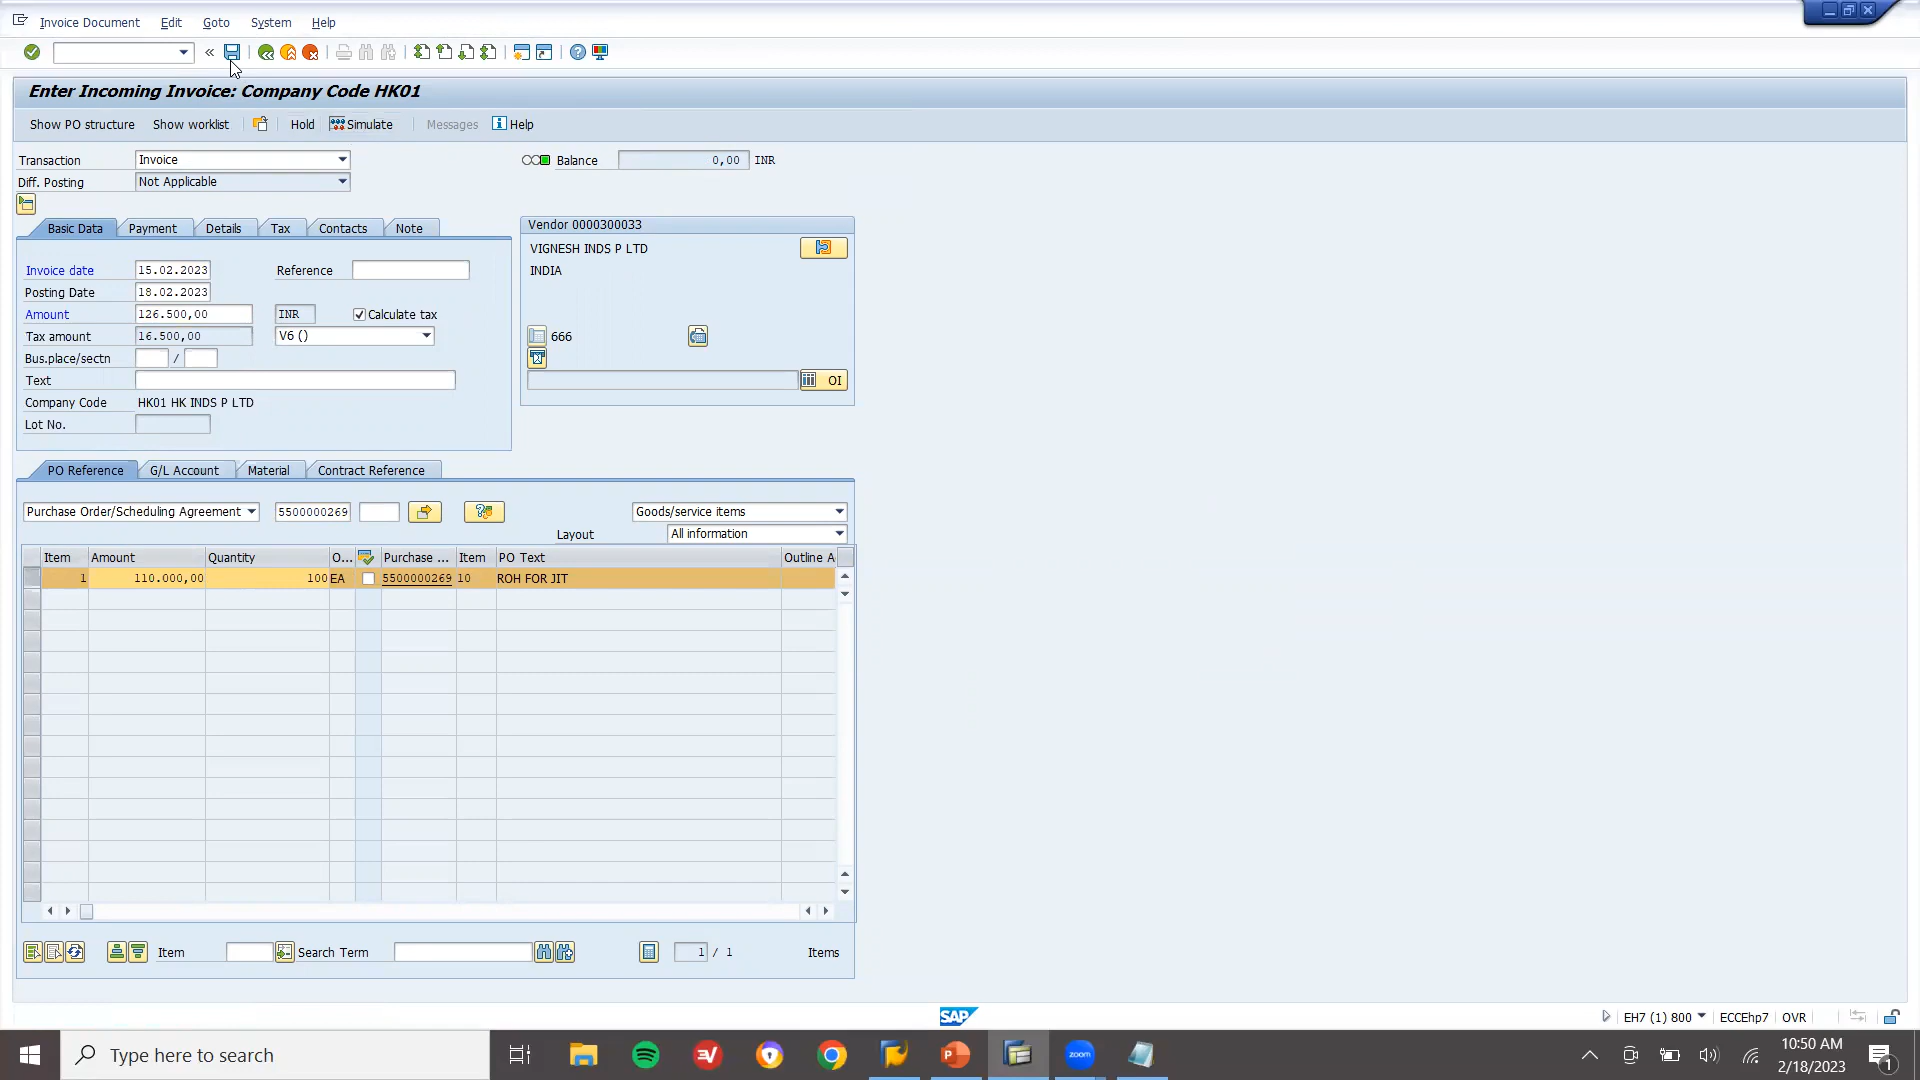 Invoice Document Edit Goto System Help
Enter Incoming Invoice: Company Code HK01
Show PO structure Show worklist Hold Simulate Messages Help
Transaction Invoice Balance 0,00 INR
Diff. Posting Not Applicable
Basic Data Payment Details Tax Contacts Note
Vendor 0000300033
VIGNESH INDS P LTD
INDIA
Invoice date 15.02.2023 Reference
Posting Date 18.02.2023
Amount 126.500,00 INR Calculate tax
Tax amount 16.500,00 V6 () 666
Bus.place/sectn /
Text OI
Company Code HK01 HK INDS P LTD
Lot No.
PO Reference G/L Account Material Contract Reference
Purchase Order/Scheduling Agreement 5500000269 Goods/service items
Layout All information
Item Amount Quantity O... Purchase ... Item PO Text Outline A
1 110.000,00 100 EA 5500000269 10 ROH FOR JIT
Item Search Term 1 / 1 Items
SAP EH7 (1) 800 ECCEhp7 OVR
Type here to search
zoom
10:50 AM
2/18/2023
1